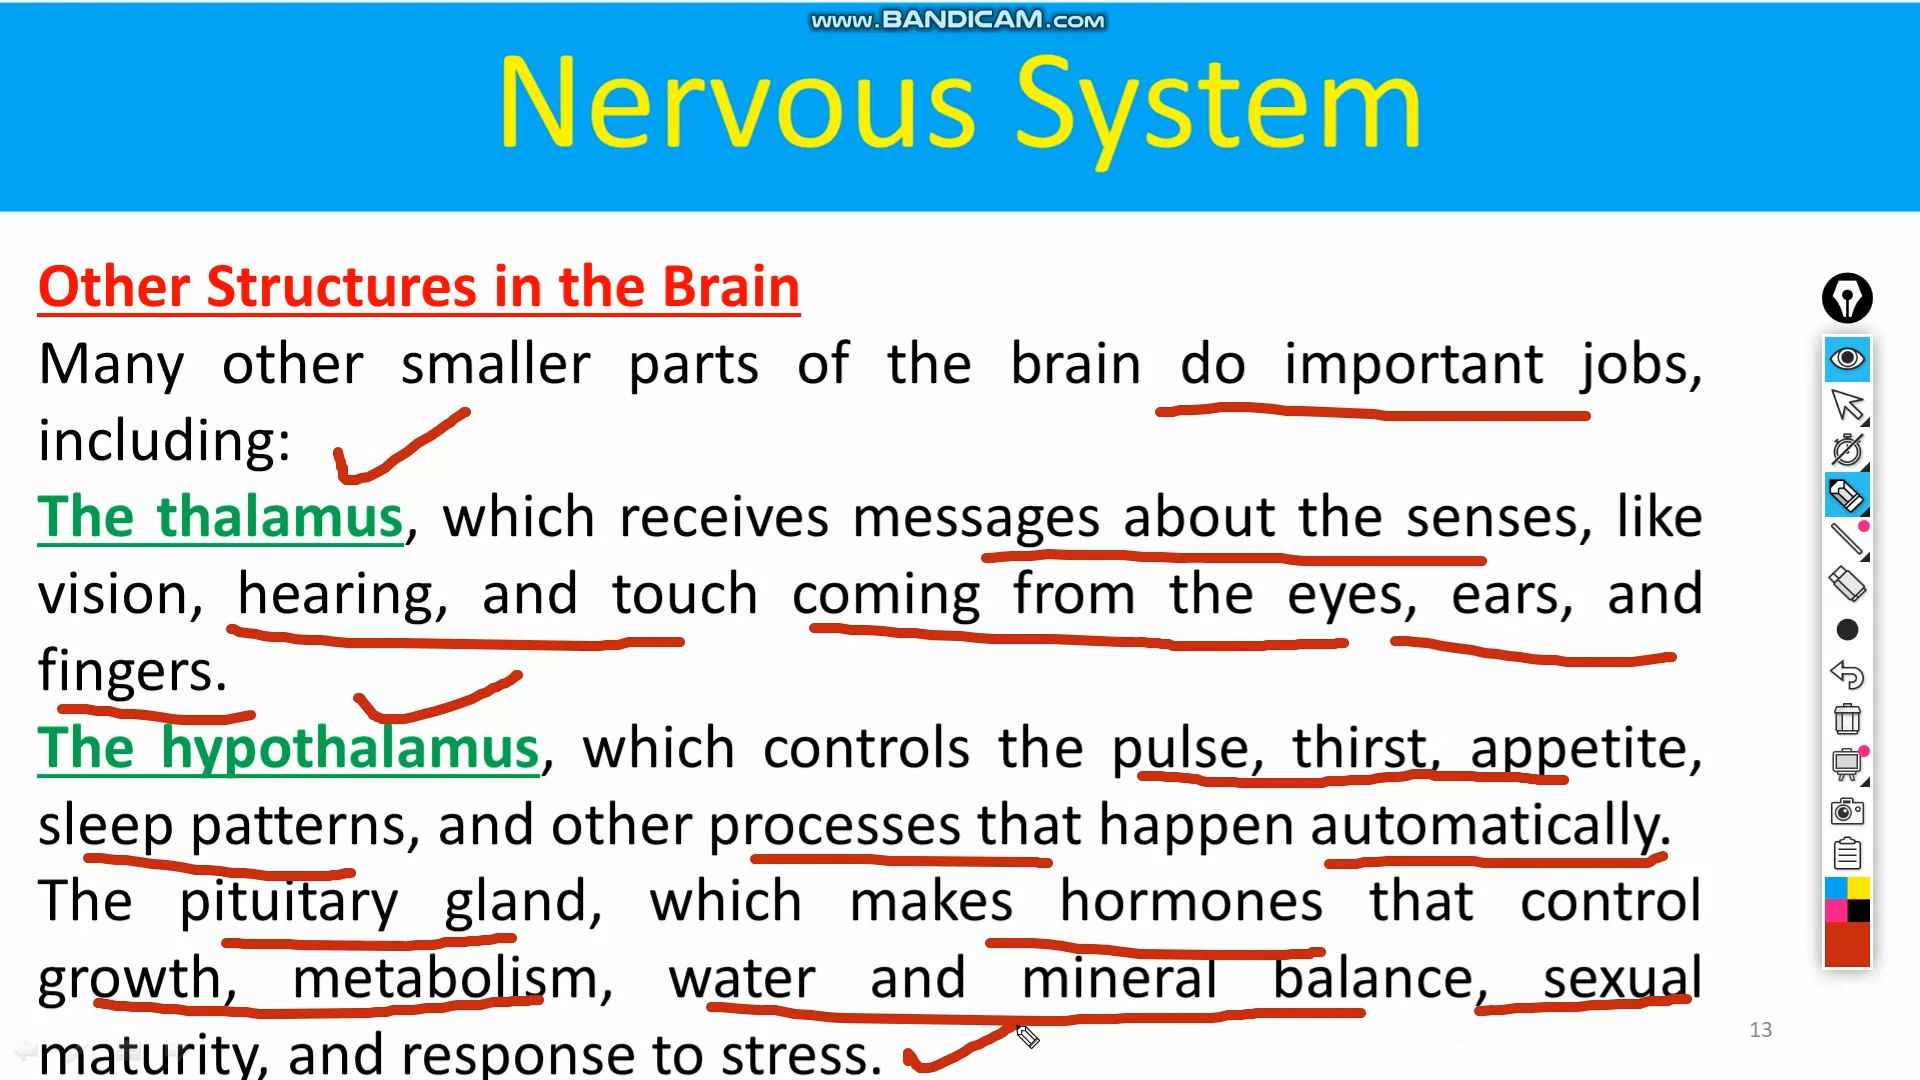 www.BANDICAM.com
Nervous System
Other Structures in the Brain
Many other smaller parts of the brain do important jobs,
including:
The thalamus, which receives messages about the senses, like
vision, hearing, and touch coming from the eyes, ears, and
fingers.
The hypothalamus, which controls the pulse, thirst, appetite,
sleep patterns, and other processes that happen automatically.
The pituitary gland, which makes hormones that control
growth, metabolism, water and mineral balance, sexual
maturity, and response to stress.
13